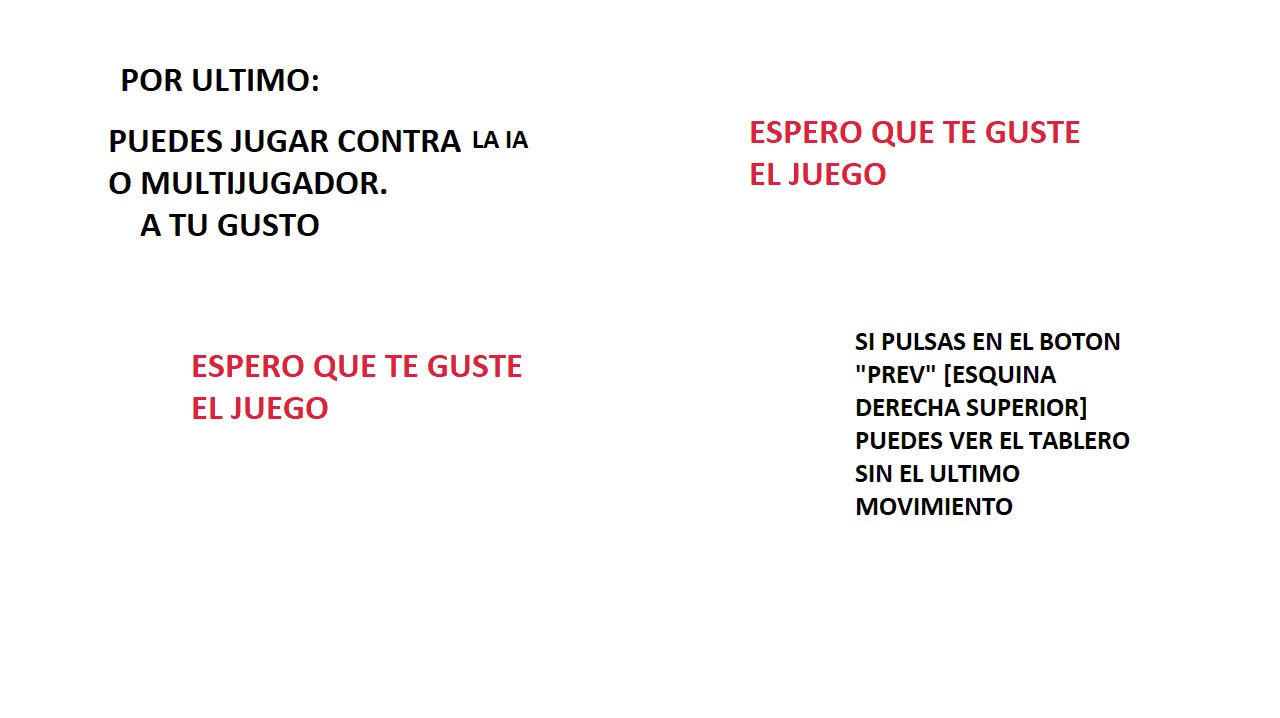 POR ULTIMO:
PUEDES JUGAR CONTRA LA IA
O MULTIJUGADOR.
A TU GUSTO
ESPERO QUE TE GUSTE
EL JUEGO
ESPERO QUE TE GUSTE
EL JUEGO
SI PULSAS EN EL BOTON
"PREV" [ESQUINA
DERECHA SUPERIOR]
PUEDES VER EL TABLERO
SIN EL ULTIMO
MOVIMIENTO